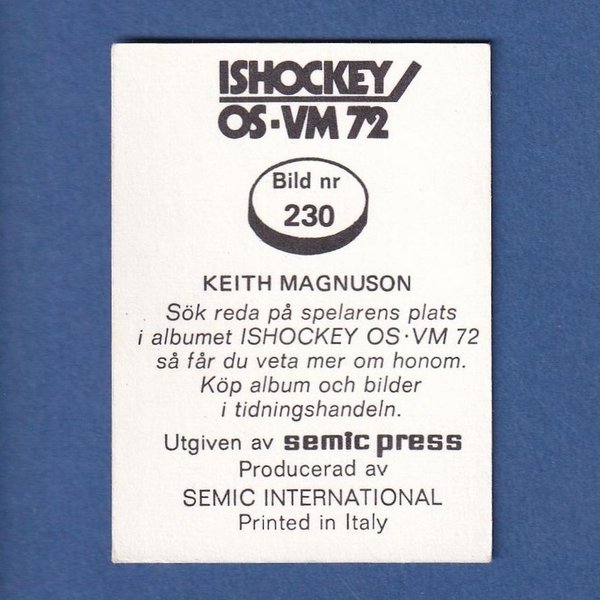 ISHOCKEY
OS·VM 72
Bild nr
230
KEITH MAGNUSON
Sök reda på spelarens plats
i albumet ISHOCKEY OS·VM 72
så får du veta mer om honom.
Köp album och bilder
i tidningshandeln.
Utgiven av semic press
Producerad av
SEMIC INTERNATIONAL
Printed in Italy